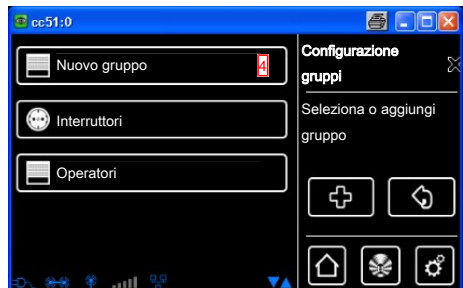 cc51:0
Nuovo gruppo 4
Interruttori
Operatori
Configurazione
gruppi
Seleziona o aggiungi
gruppo